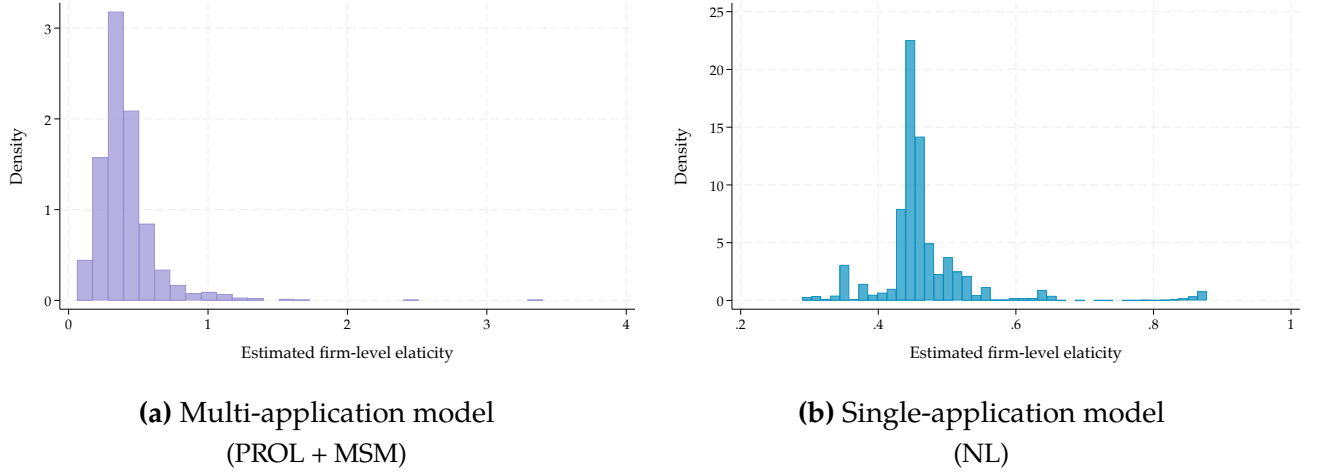 3
2
1
0
Density
0 1 2 3 4
Estimated firm-level elaticity
(a) Multi-application model
(PROL + MSM)
25
20
15
10
5
0
Density
.2 .4 .6 .8 1
Estimated firm-level elaticity
(b) Single-application model
(NL)